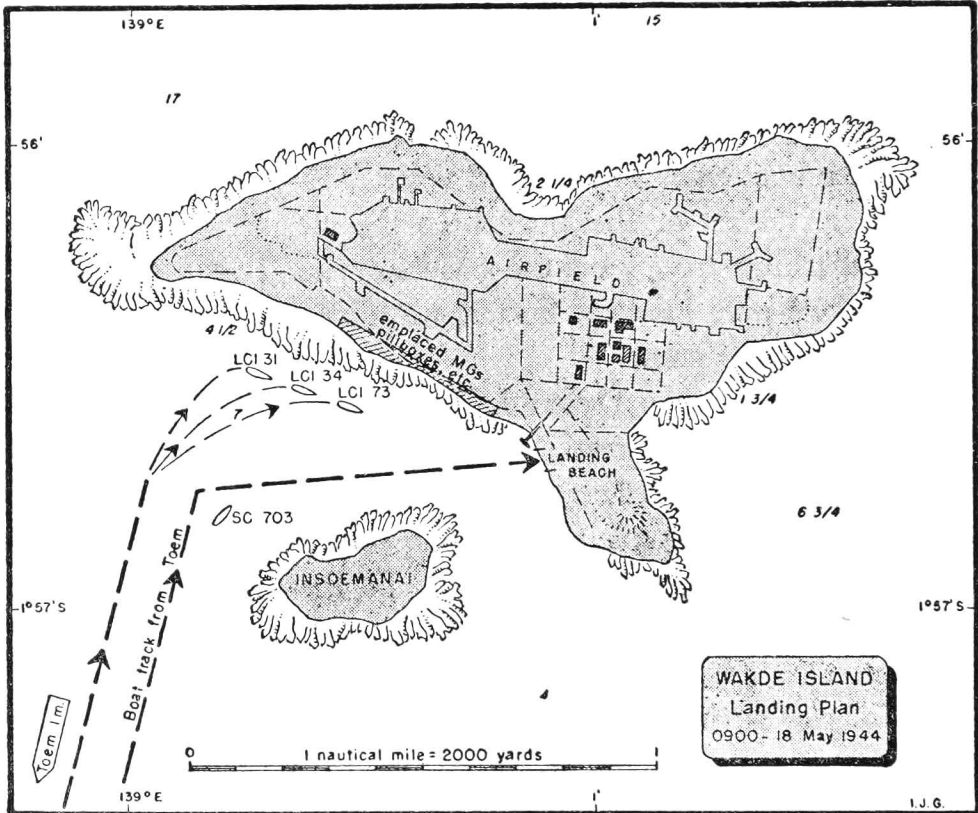 139° E
1'
15
17
56'
56'
2 1/4
AIRFIELD
4 1/2
emplaced MGs
pillboxes, etc.
LCI 31
LCI 34
LCI 73
7
1 3/4
LANDING
BEACH
6 3/4
SC 703
INSOEMANAI
1° 57' S
1° 57' S
Boat track from Toem
4
WAKDE ISLAND
Landing Plan
0900 - 18 May 1944
Toem 1 m.
0
1 nautical mile = 2000 yards
1
139° E
1'
I.J.G.